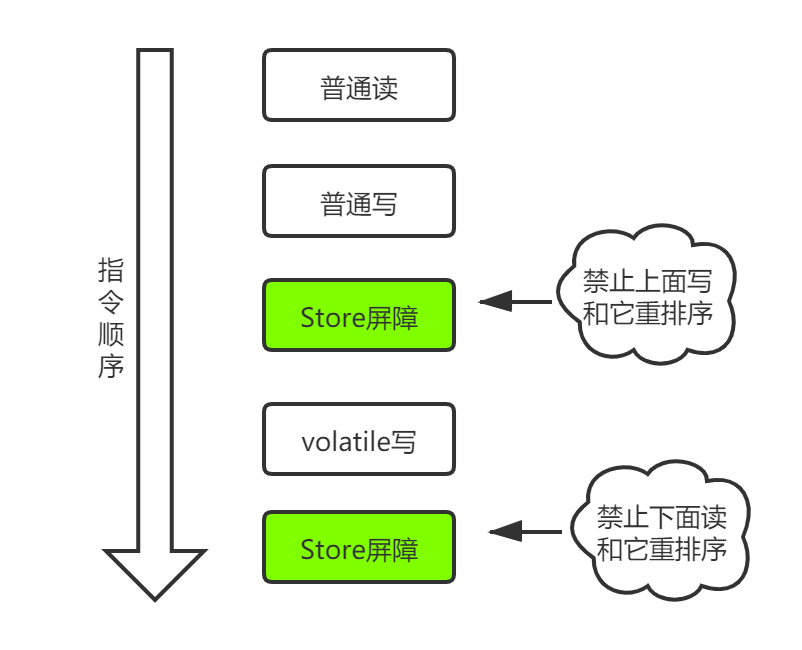 普通读
普通写
指
令
顺
序
禁止上面写
和它重排序
Store屏障
volatile写
禁止下面读
和它重排序
Store屏障